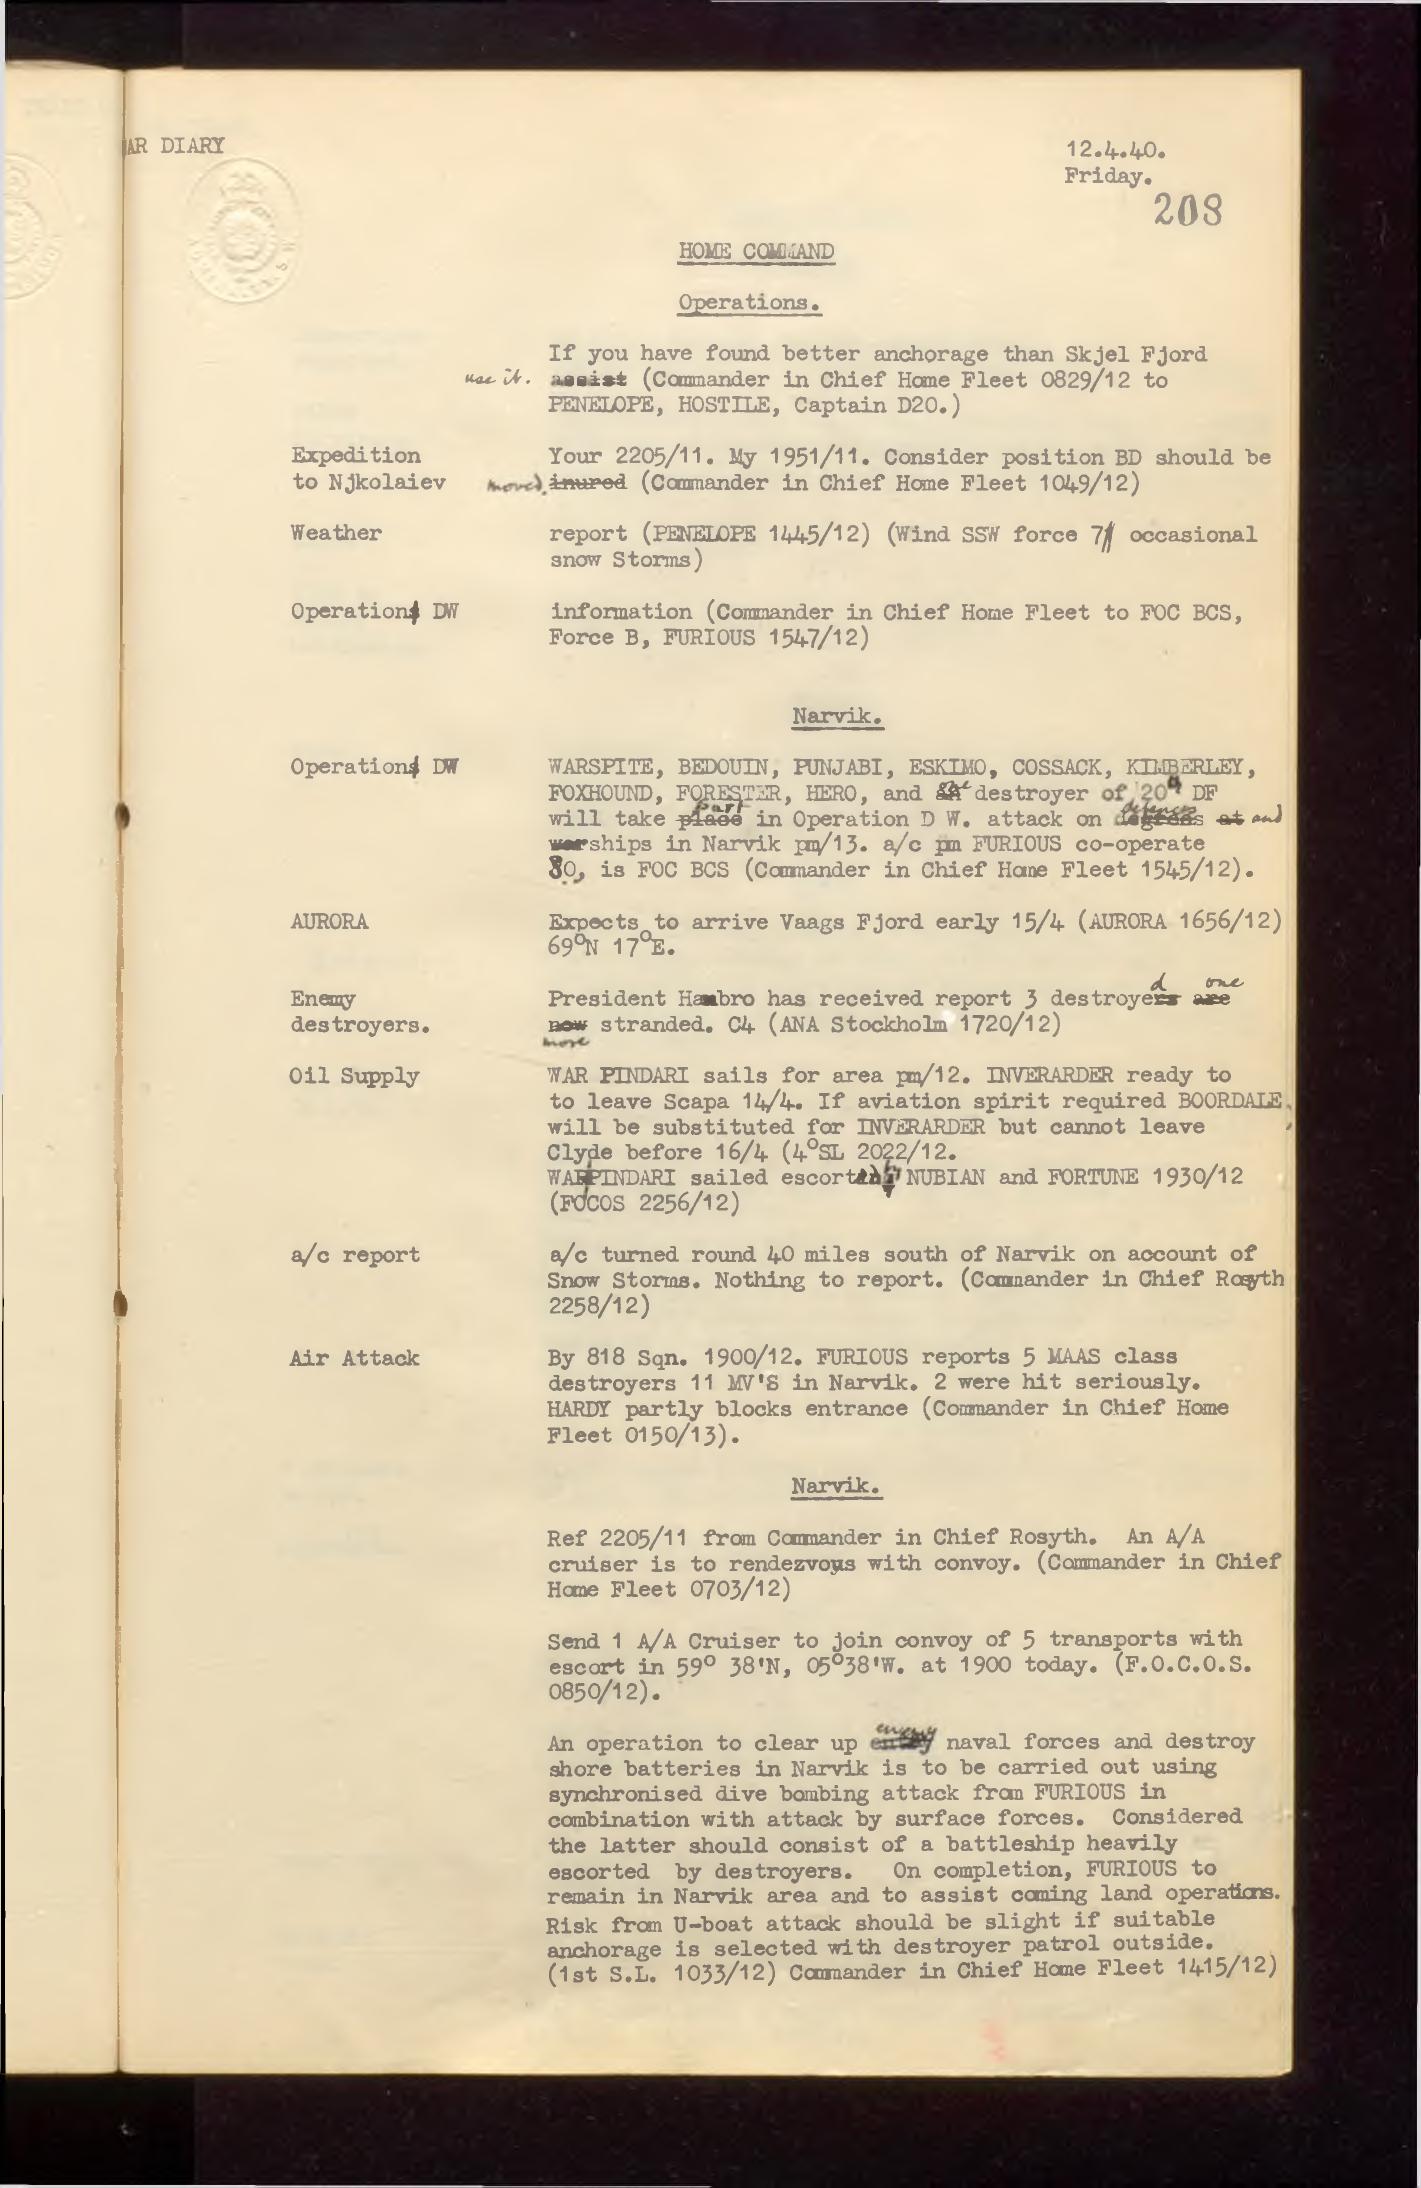 AR DIARY
12.4.40.
Friday.
208
HOME COMMAND
Operations.
If you have found better anchorage than Skjel Fjord
use it. assist (Commander in Chief Home Fleet 0829/12 to
PENELOPE, HOSTILE, Captain D20.)
Expedition Your 2205/11. My 1951/11. Consider position BD should be
to Njkolaiev moved. inured (Commander in Chief Home Fleet 1049/12)
Weather report (PENELOPE 1445/12) (Wind SSW force 7 occasional
snow Storms)
Operation DW information (Commander in Chief Home Fleet to FOC BCS,
Force B, FURIOUS 1547/12)
Narvik.
Operation DW WARSPITE, BEDOUIN, PUNJABI, ESKIMO, COSSACK, KIMBERLEY,
FOXHOUND, FORESTER, HERO, and destroyer of 20 DF
part defences
will take place in Operation D W. attack on degrees at and
warships in Narvik pm/13. a/c pm FURIOUS co-operate
SO, is FOC BCS (Commander in Chief Home Fleet 1545/12).
AURORA Expects to arrive Vaags Fjord early 15/4 (AURORA 1656/12)
69°N 17°E.
d one
Enemy President Hambro has received report 3 destroyers are
destroyers. now stranded. C4 (ANA Stockholm 1720/12)
more
Oil Supply WAR PINDARI sails for area pm/12. INVERARDER ready to
to leave Scapa 14/4. If aviation spirit required BOORDALE,
will be substituted for INVERARDER but cannot leave
Clyde before 16/4 (4°SL 2022/12.
WAR PINDARI sailed escorted by NUBIAN and FORTUNE 1930/12
(FOCOS 2256/12)
a/c report a/c turned round 40 miles south of Narvik on account of
Snow Storms. Nothing to report. (Commander in Chief Rosyth
2258/12)
Air Attack By 818 Sqn. 1900/12. FURIOUS reports 5 MAAS class
destroyers 11 MV'S in Narvik. 2 were hit seriously.
HARDY partly blocks entrance (Commander in Chief Home
Fleet 0150/13).
Narvik.
Ref 2205/11 from Commander in Chief Rosyth. An A/A
cruiser is to rendezvous with convoy. (Commander in Chief
Home Fleet 0703/12)
Send 1 A/A Cruiser to join convoy of 5 transports with
escort in 59° 38'N, 05°38'W. at 1900 today. (F.O.C.O.S.
0850/12).
enemy
An operation to clear up entry naval forces and destroy
shore batteries in Narvik is to be carried out using
synchronised dive bombing attack from FURIOUS in
combination with attack by surface forces. Considered
the latter should consist of a battleship heavily
escorted by destroyers. On completion, FURIOUS to
remain in Narvik area and to assist coming land operations.
Risk from U-boat attack should be slight if suitable
anchorage is selected with destroyer patrol outside.
(1st S.L. 1033/12) Commander in Chief Home Fleet 1415/12)